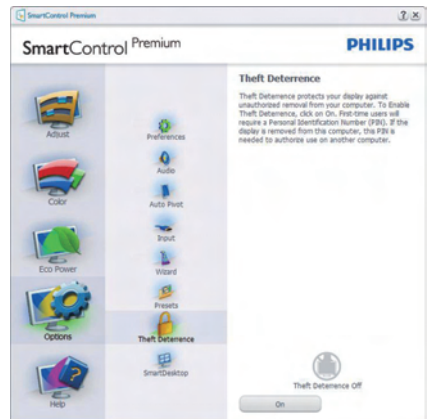 SmartControl Premium
SmartControl Premium
PHILIPS
Adjust
Color
Eco Power
Options
Help
Preferences
Audio
Auto Pivot
Input
Wizard
Presets
Theft Deterrence
SmartDesktop
Theft Deterrence
Theft Deterrence protects your display against
unauthorized removal from your computer. To Enable
Theft Deterrence, click on On. First-time users will
require a Personal Identification Number (PIN). If the
display is removed from this computer, this PIN is
needed to authorize use on another computer.
Theft Deterrence Off
On